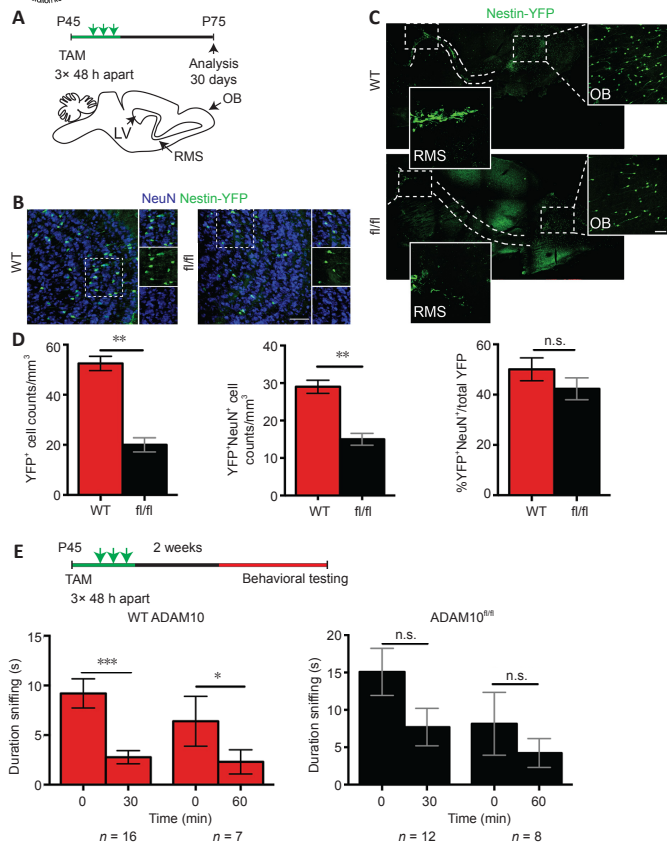 A
P45
P75
TAM
3× 48 h apart
Analysis
30 days
OB
LV
RMS
C
Nestin-YFP
WT
OB
RMS
fl/fl
OB
RMS
B
NeuN Nestin-YFP
WT
fl/fl
D
YFP⁺ cell counts/mm³
60
40
20
0
**
WT
fl/fl
YFP⁺NeuN⁺ cell
counts/mm³
40
30
20
10
0
**
WT
fl/fl
%YFP⁺NeuN⁺/total YFP
60
40
20
0
n.s.
WT
fl/fl
E
P45
2 weeks
TAM
3× 48 h apart
Behavioral testing
WT ADAM10
Duration sniffing (s)
15
10
5
0
***
*
0
30
0
60
Time (min)
n = 16
n = 7
ADAM10fl/fl
Duration sniffing (s)
20
15
10
5
0
n.s.
n.s.
0
30
0
60
Time (min)
n = 12
n = 8